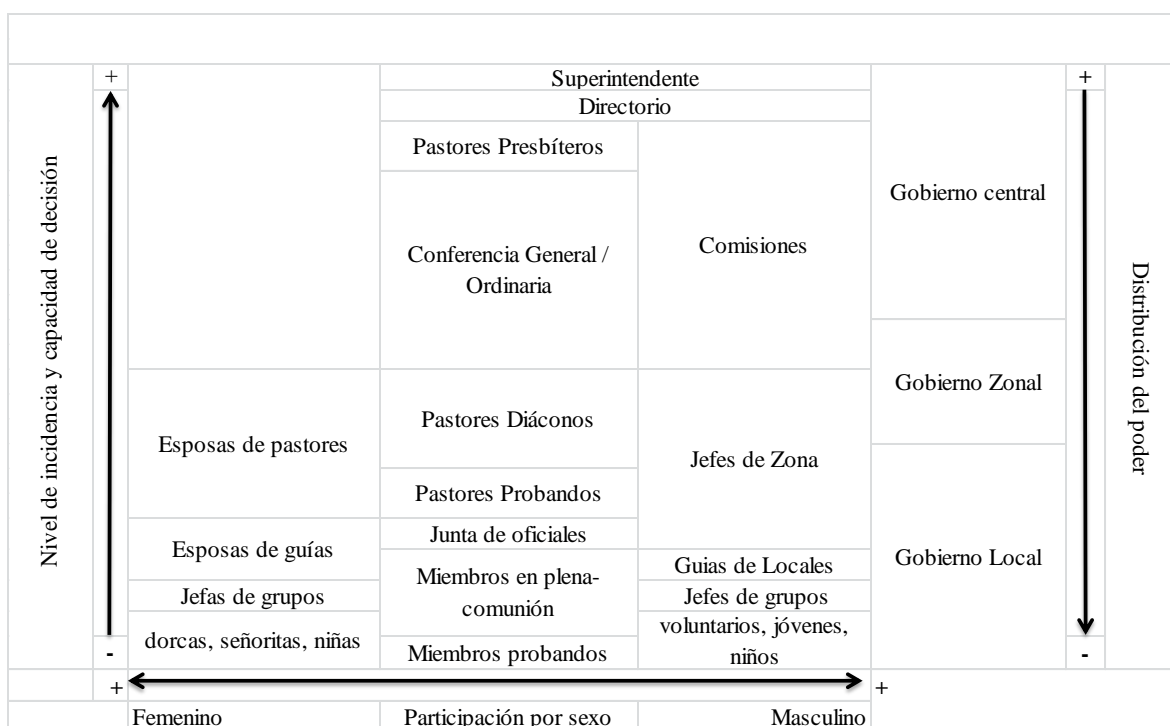 +
Superintendente
+
Directorio
Pastores Presbíteros
Gobierno central
Conferencia General /
Ordinaria
Comisiones
Nivel de incidencia y capacidad de decisión
Distribución del poder
Gobierno Zonal
Esposas de pastores
Pastores Diáconos
Jefes de Zona
Pastores Probandos
Junta de oficiales
Esposas de guías
Gobierno Local
Miembros en plena-
comunión
Guias de Locales
Jefas de grupos
Jefes de grupos
dorcas, señoritas, niñas
voluntarios, jóvenes,
niños
-
Miembros probandos
-
+
+
Femenino
Participación por sexo
Masculino